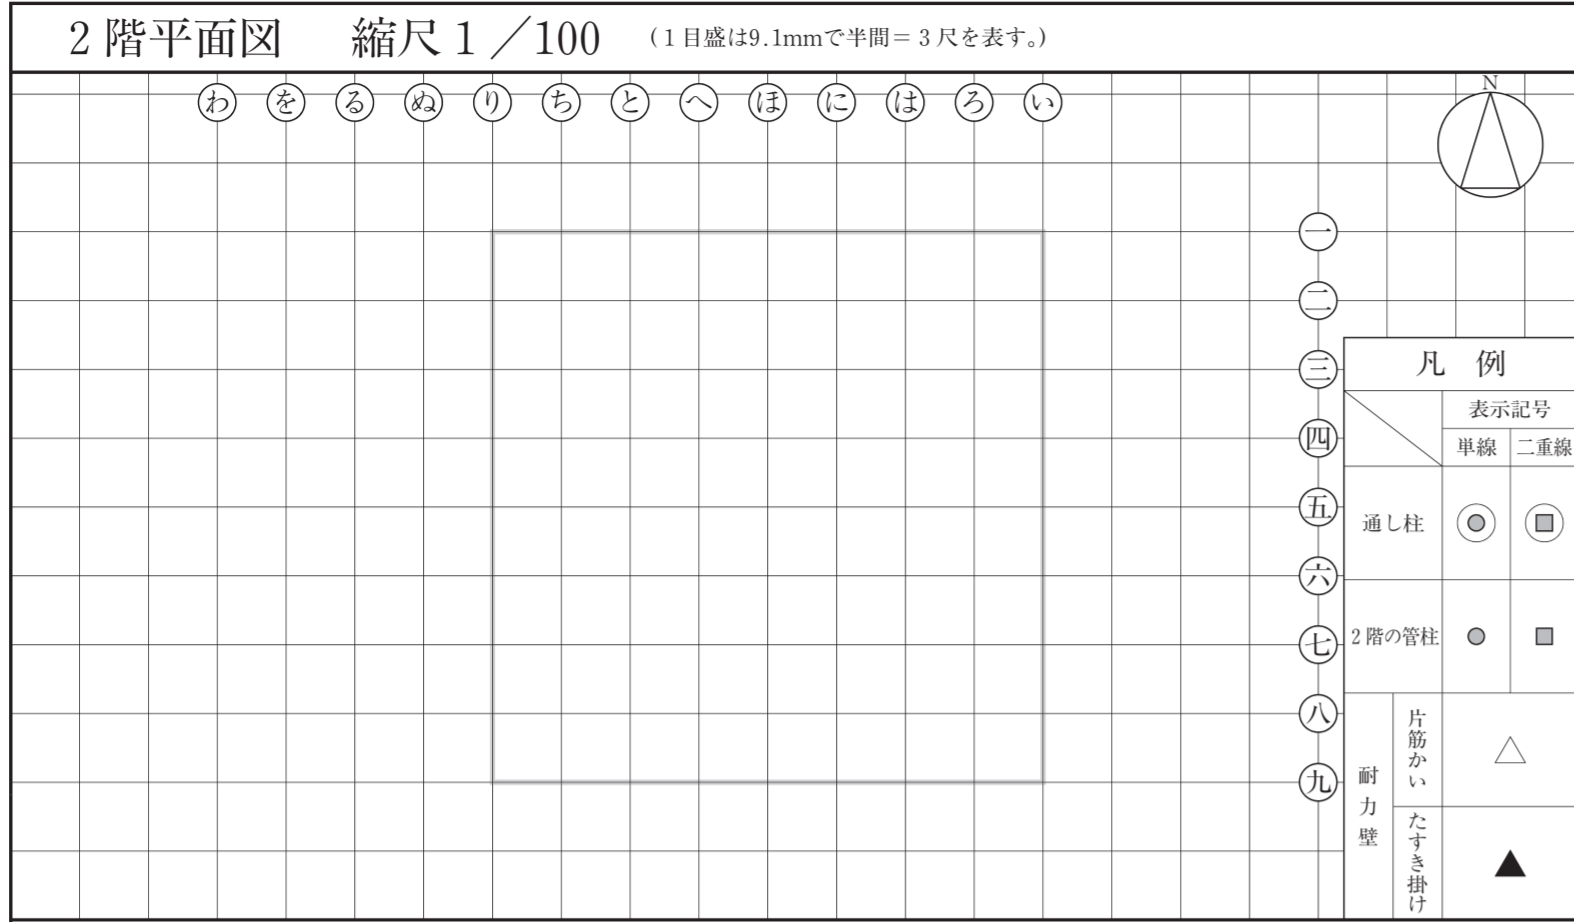 2階平面図　縮尺1／100　(1目盛は9.1mmで半間＝3尺を表す。)
わ を る ぬ り ち と へ ほ に は ろ い
N
一
二
三
四
五
六
七
八
九
凡　例
表示記号
単線 二重線
通し柱
2階の管柱
耐力壁
片筋かい
たすき掛け